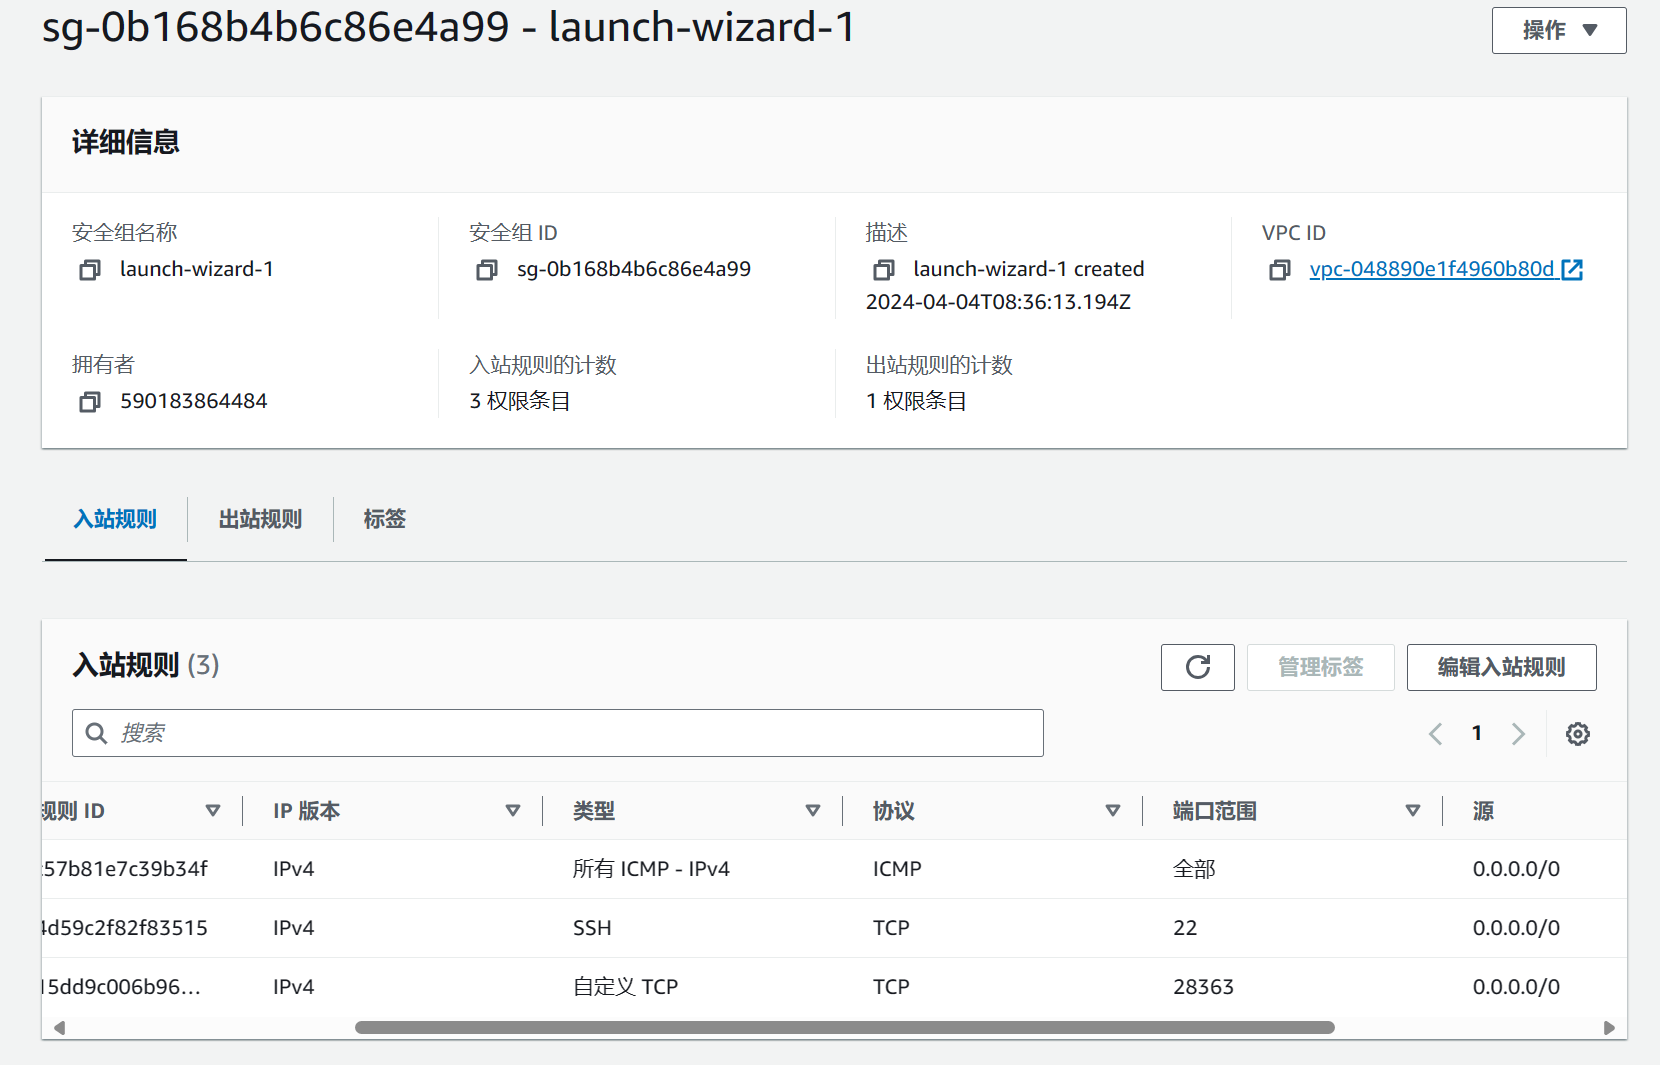 sg-0b168b4b6c86e4a99 - launch-wizard-1
操作
详细信息
安全组名称
launch-wizard-1
安全组 ID
sg-0b168b4b6c86e4a99
描述
launch-wizard-1 created
2024-04-04T08:36:13.194Z
VPC ID
vpc-048890e1f4960b80d
拥有者
590183864484
入站规则的计数
3 权限条目
出站规则的计数
1 权限条目
入站规则 出站规则 标签
入站规则 (3)
管理标签 编辑入站规则
搜索
1
规则 ID IP 版本 类型 协议 端口范围 源
57b81e7c39b34f IPv4 所有 ICMP - IPv4 ICMP 全部 0.0.0.0/0
d59c2f82f83515 IPv4 SSH TCP 22 0.0.0.0/0
5dd9c006b96... IPv4 自定义 TCP TCP 28363 0.0.0.0/0